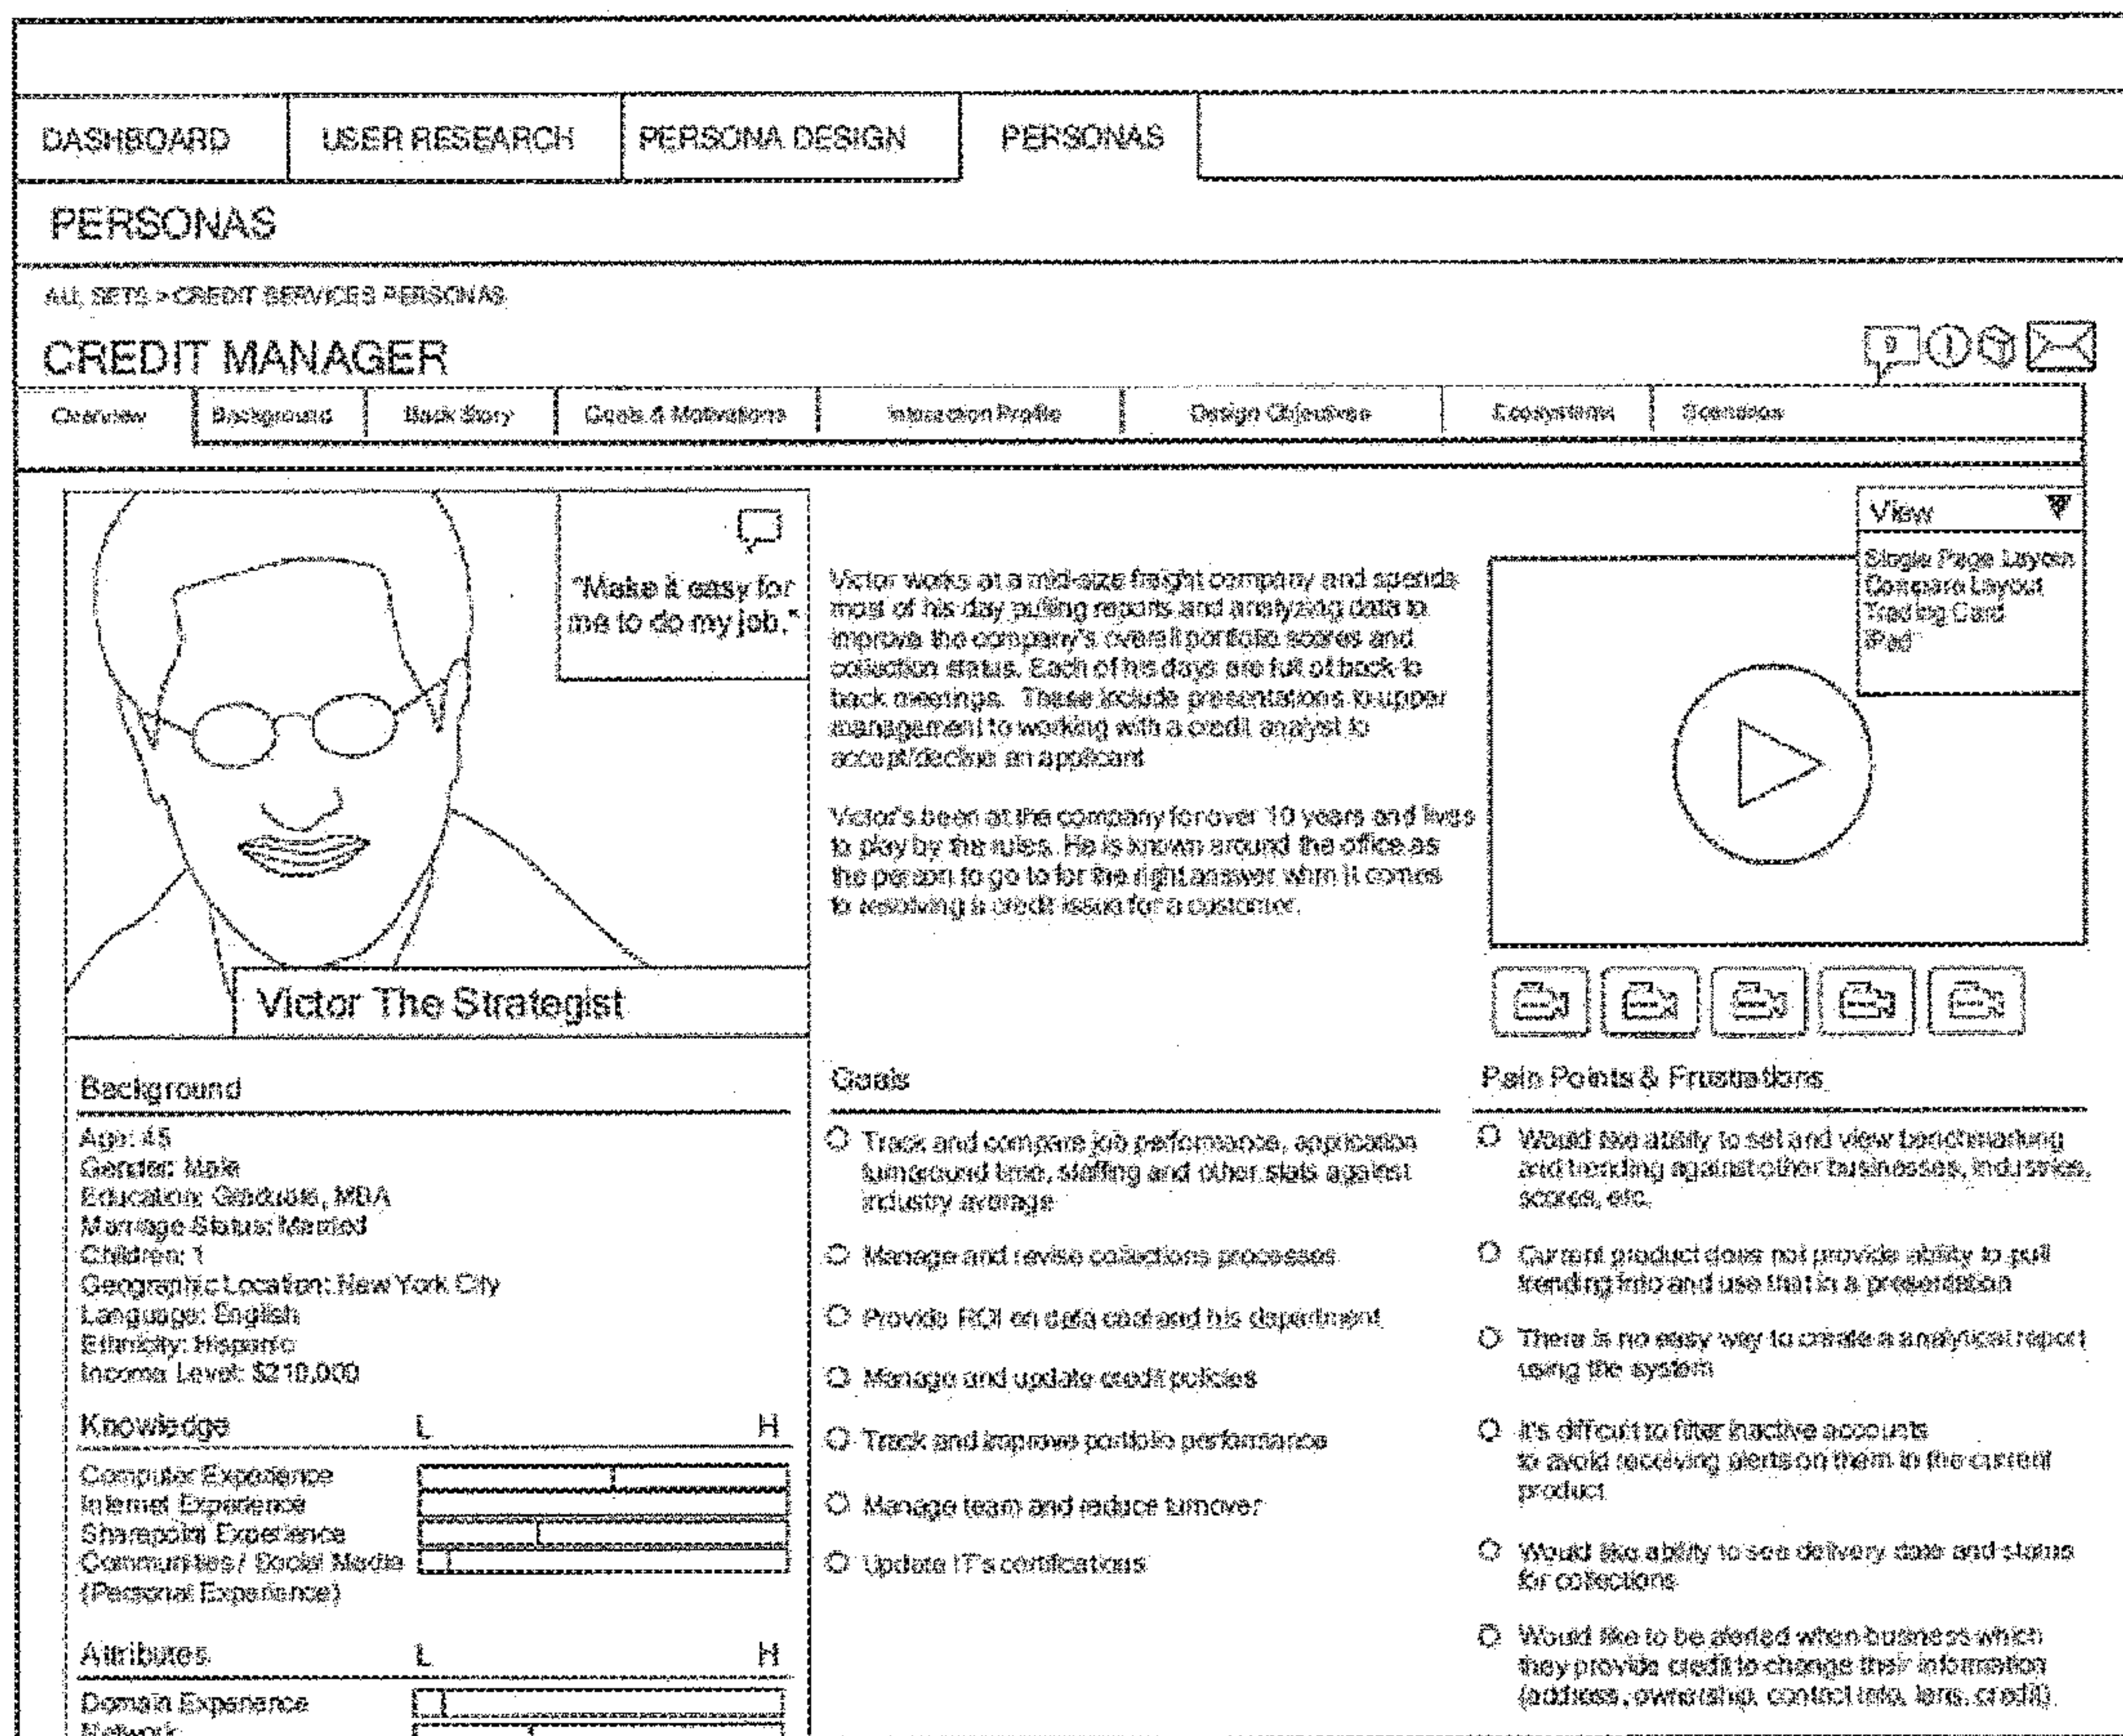 DASHBOARD
USER RESEARCH
PERSONA DESIGN
PERSONAS
PERSONAS
ALL SETS > CREDIT SERVICES PERSONAS
CREDIT MANAGER
Overview
Background
Back Story
Goals & Motivations
Interaction Profile
Design Objectives
Ecosystems
Scenarios
"Make it easy for
me to do my job."
Victor The Strategist
Victor works at a mid-size freight company and spends
most of his day pulling reports and analyzing data to
improve the company's overall portfolio scores and
collection status. Each of his days are full of back to
back meetings. These include presentations to upper
management to working with a credit analyst to
accept/decline an applicant
Victor's been at the company for over 10 years and lives
to play by the rules. He is known around the office as
the person to go to for the right answer whn it comes
to resolving a credit issue for a customer.
View
Single Page Layout
Compare Layout
Trading Card
iPad
Background
Age: 45
Gender: Male
Education: Graduate, MBA
Marriage Status: Married
Children: 1
Geographic Location: New York City
Language: English
Ethnicity: Hispanic
Income Level: $210,000
Knowledge L H
Computer Experience
Internet Experience
Sharepoint Experience
Communities / Social Media
(Personal Experience)
Attributes L H
Domain Experience
Network
Goals
Track and compare job performance, application
turnground time, staffing and other stats against
industry average
Manage and revise collections processes
Provide ROI on data cost and his department
Manage and update credit policies
Track and improve portfolio performance
Manage team and reduce turnover
Update IT's certifications
Pain Points & Frustrations
Would like ability to set and view benchmarking
and trending against other businesses, industries,
scores, etc.
Current product does not provide ability to pull
trending info and use that in a presentation
There is no easy way to create a analytical report
using the system
It's difficult to filter inactive accounts
to avoid receiving alerts on them in the current
product
Would like ability to see delivery date and status
for collections
Would like to be alerted when business which
they provide credit to change their information
(address, ownership, contact info, credit)